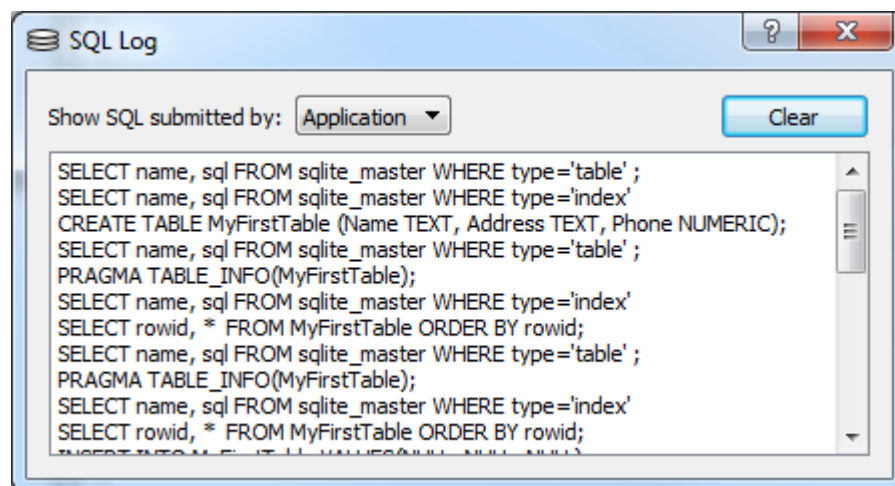 SQL Log
?
X
Show SQL submitted by: Application
Clear
SELECT name, sql FROM sqlite_master WHERE type='table' ;
SELECT name, sql FROM sqlite_master WHERE type='index'
CREATE TABLE MyFirstTable (Name TEXT, Address TEXT, Phone NUMERIC);
SELECT name, sql FROM sqlite_master WHERE type='table' ;
PRAGMA TABLE_INFO(MyFirstTable);
SELECT name, sql FROM sqlite_master WHERE type='index'
SELECT rowid, * FROM MyFirstTable ORDER BY rowid;
SELECT name, sql FROM sqlite_master WHERE type='table' ;
PRAGMA TABLE_INFO(MyFirstTable);
SELECT name, sql FROM sqlite_master WHERE type='index'
SELECT rowid, * FROM MyFirstTable ORDER BY rowid;